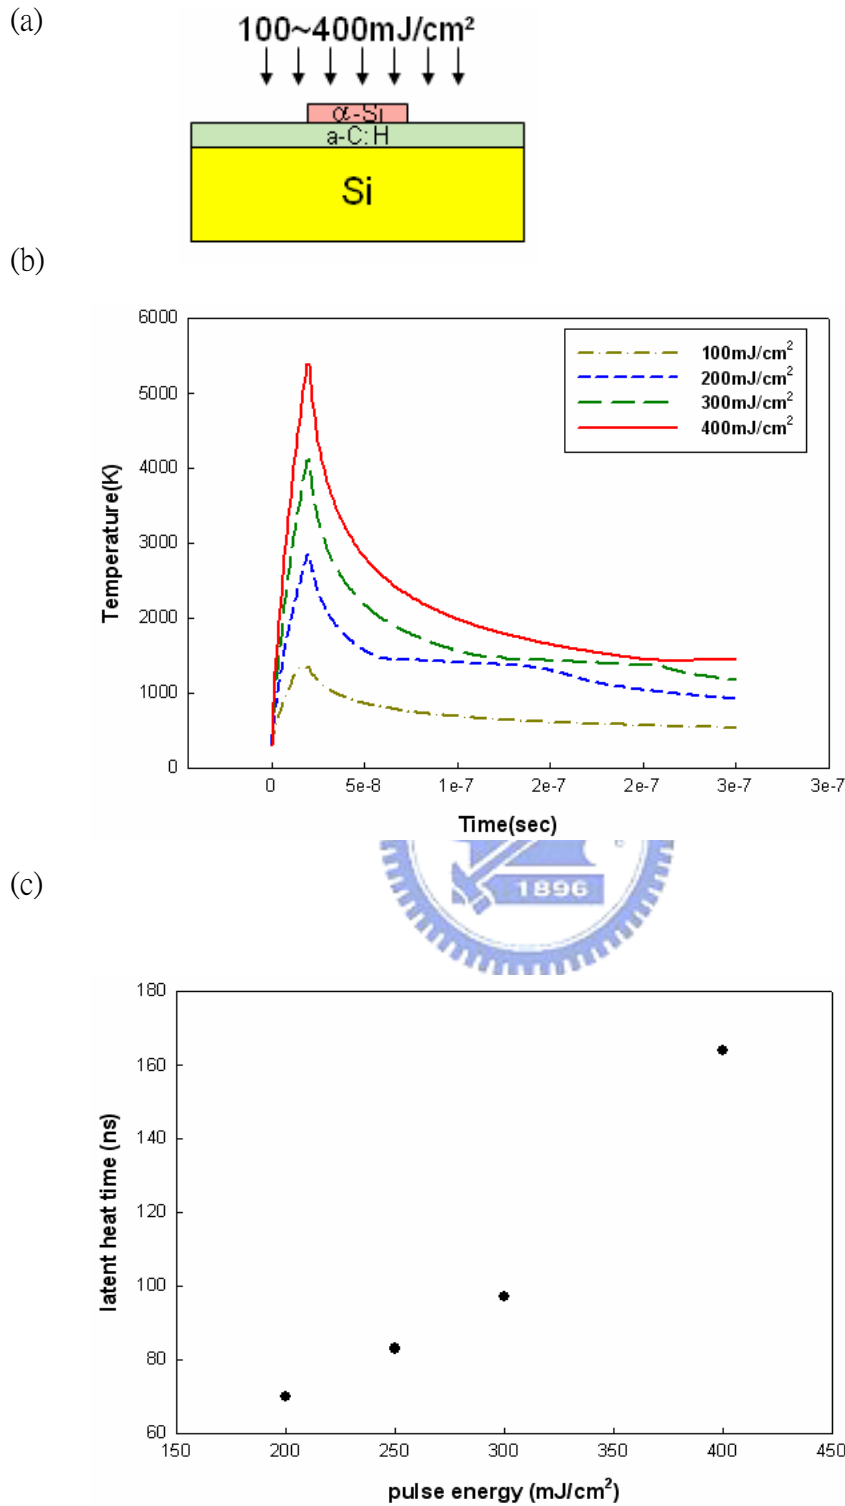 (a)
100~400mJ/cm²
α-Si
a-C:H
Si
(b)
6000
5000
4000
3000
2000
1000
0
Temperature(K)
100mJ/cm²
200mJ/cm²
300mJ/cm²
400mJ/cm²
0 5e-8 1e-7 2e-7 2e-7 3e-7 3e-7
Time(sec)
1896
(c)
180
160
140
120
100
80
60
latent heat time (ns)
150 200 250 300 350 400 450
pulse energy (mJ/cm²)